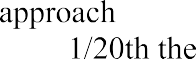 approach
1/20th the